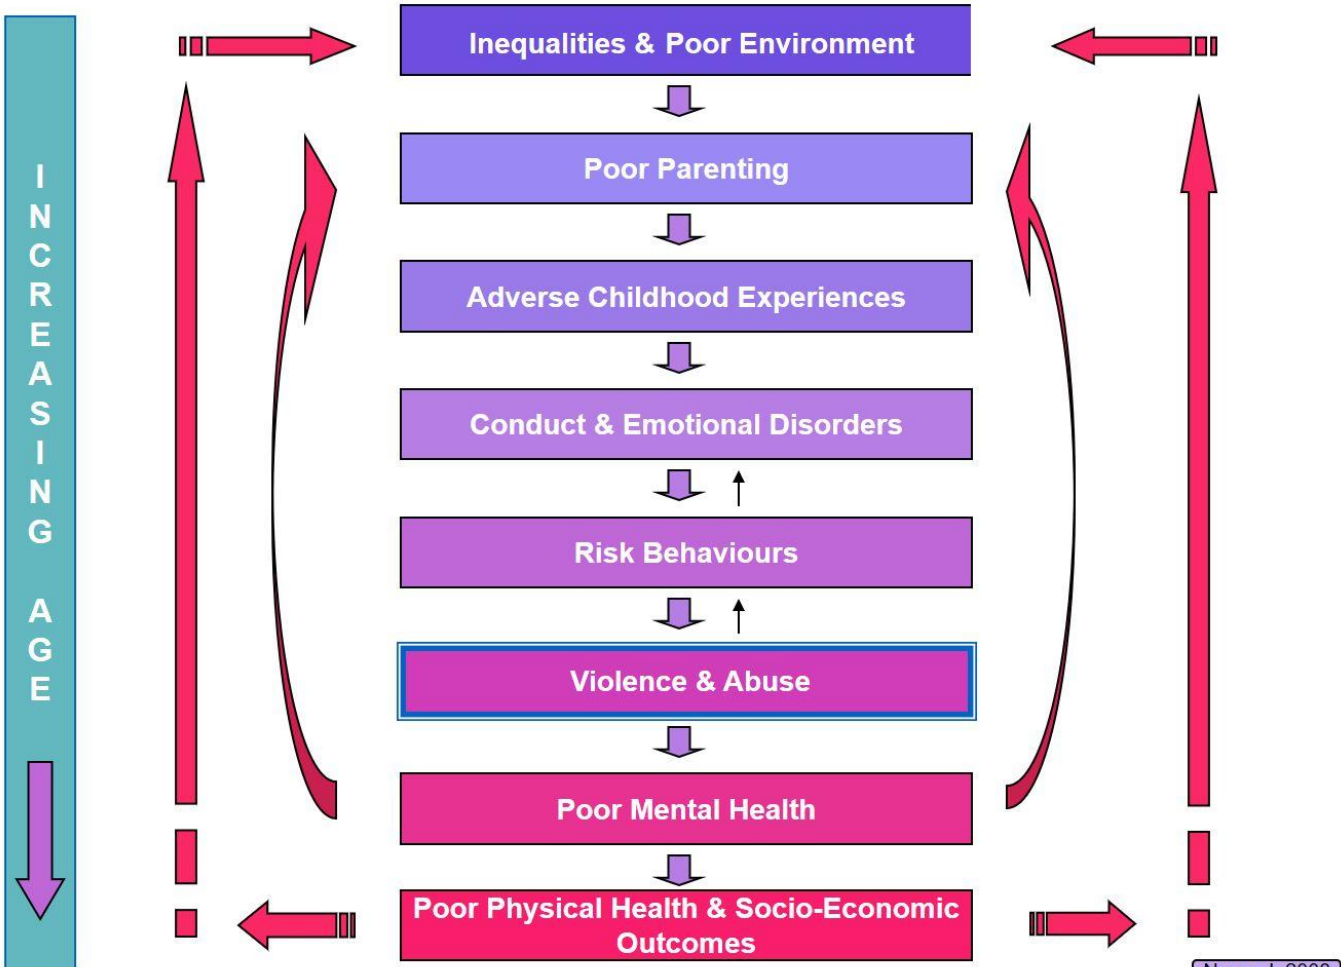 INCREASING AGE
Inequalities & Poor Environment
Poor Parenting
Adverse Childhood Experiences
Conduct & Emotional Disorders
Risk Behaviours
Violence & Abuse
Poor Mental Health
Poor Physical Health & Socio-Economic
Outcomes